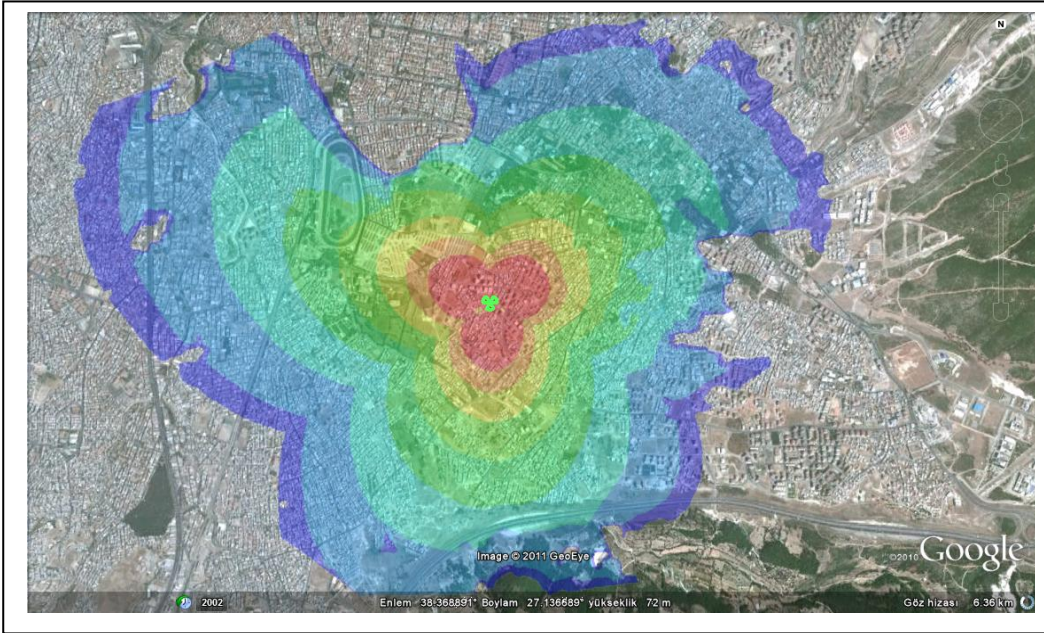 N
Image © 2011 GeoEye
©2010 Google
2002
Enlem 38.368891° Boylam 27.136689° yükseklik 72 m
Göz hizası 6.36 km